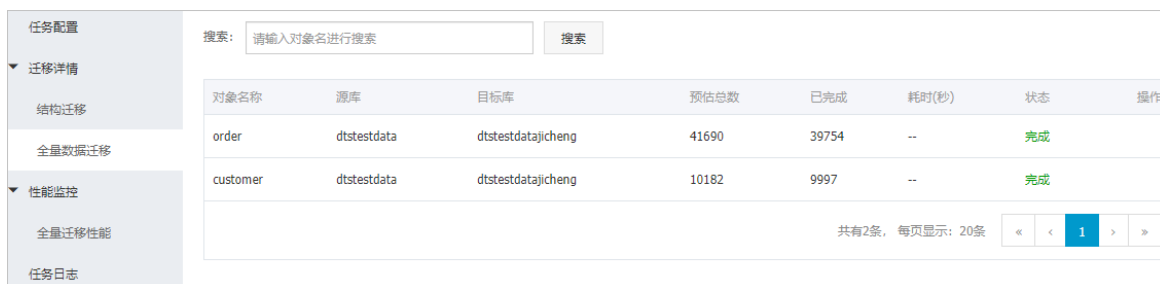 任务配置
迁移详情
结构迁移
全量数据迁移
性能监控
全量迁移性能
任务日志
搜索: 请输入对象名进行搜索 搜索
对象名称 源库 目标库 预估总数 已完成 耗时(秒) 状态 操作
order dtstestdata dtstestdatajicheng 41690 39754 -- 完成
customer dtstestdata dtstestdatajicheng 10182 9997 -- 完成
共有2条, 每页显示: 20条 « ‹ 1 › »